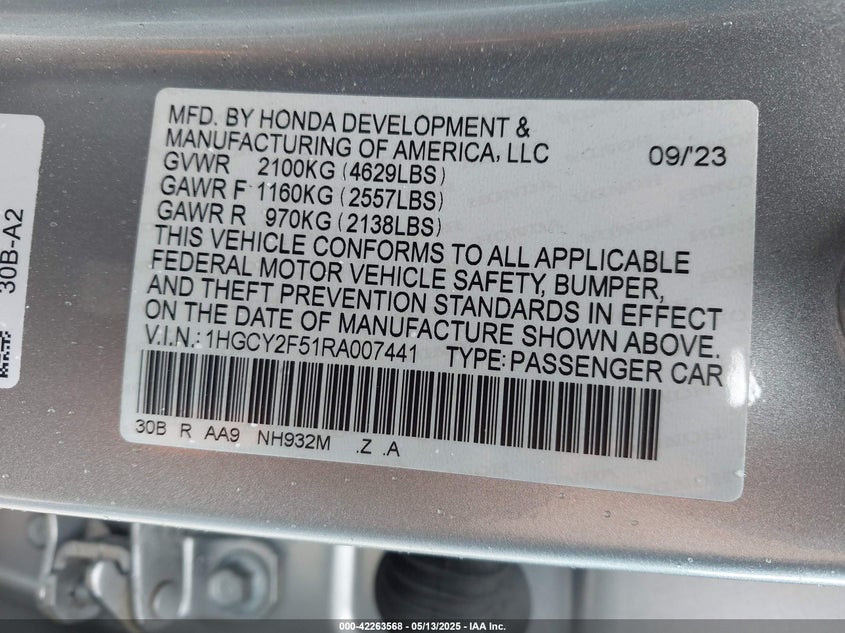 30B-A2
MFD. BY HONDA DEVELOPMENT &
MANUFACTURING OF AMERICA, LLC
09/'23
GVWR 2100KG (4629LBS)
GAWR F 1160KG (2557LBS)
GAWR R 970KG (2138LBS)
THIS VEHICLE CONFORMS TO ALL APPLICABLE
FEDERAL MOTOR VEHICLE SAFETY, BUMPER,
AND THEFT PREVENTION STANDARDS IN EFFECT
ON THE DATE OF MANUFACTURE SHOWN ABOVE.
V.I.N.: 1HGCY2F51RA007441 TYPE: PASSENGER CAR
30B R AA9 NH932M .Z .A
000-42263568 - 05/13/2025 - IAA Inc.